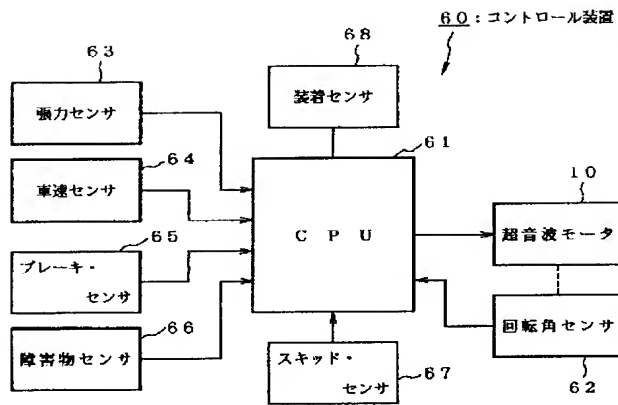 60：コントロール装置
63
68
張力センサ
装着センサ
64
61
車速センサ
10
65
CPU
超音波モータ
ブレーキ・
センサ
66
障害物センサ
スキッド・
センサ
67
回転角センサ
62